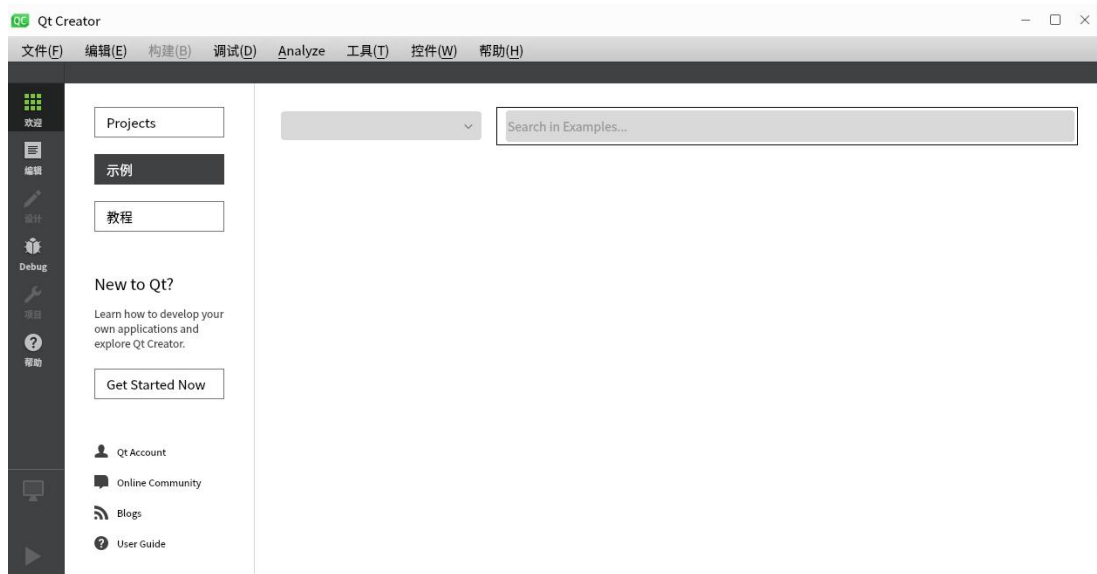 QC Qt Creator
文件(F) 编辑(E) 构建(B) 调试(D) Analyze 工具(T) 控件(W) 帮助(H)
欢迎
编辑
设计
Debug
项目
帮助
Projects
示例
教程
New to Qt?
Learn how to develop your
own applications and
explore Qt Creator.
Get Started Now
Qt Account
Online Community
Blogs
User Guide
Search in Examples...